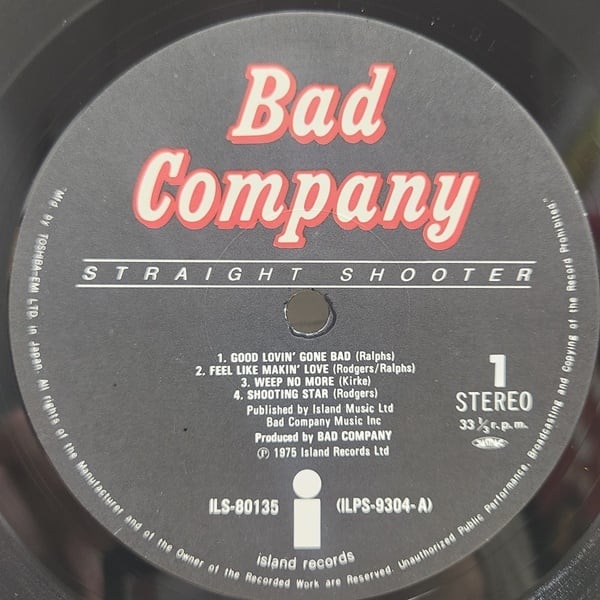 Bad
Company
STRAIGHT SHOOTER
1. GOOD LOVIN' GONE BAD (Ralphs)
2. FEEL LIKE MAKIN' LOVE (Rodgers/Ralphs)
3. WEEP NO MORE (Kirke)
4. SHOOTING STAR (Rodgers)
Published by Island Music Ltd
Bad Company Music Inc
Produced by BAD COMPANY
℗ 1975 Island Records Ltd
1
STEREO
33 ⅓ r.p.m.
ILS-80135
(ILPS-9304-A)
i
island records
"Mfd by TOSHIBA-EMI LTD. in Japan. All rights of the Manufacturer and of the Owner of the Recorded Work are Reserved. Unauthorized Public Performance, Broadcasting and Copying of the Record Prohibited."